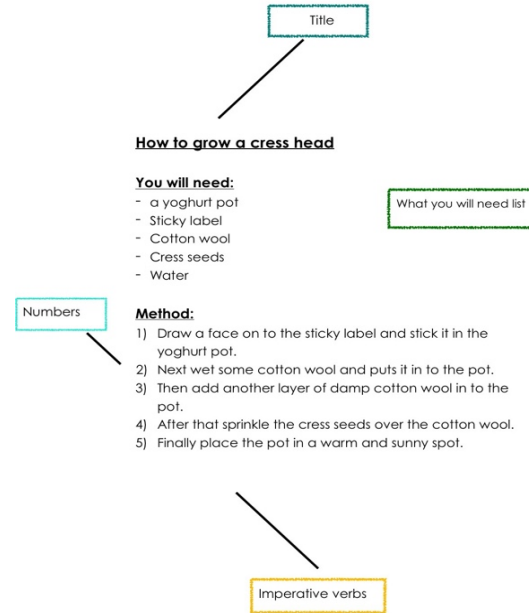 Title
How to grow a cress head
You will need:
- a yoghurt pot
What you will need list
- Sticky label
- Cotton wool
- Cress seeds
- Water
Numbers
Method:
1) Draw a face on to the sticky label and stick it in the
yoghurt pot.
2) Next wet some cotton wool and puts it in to the pot.
3) Then add another layer of damp cotton wool in to the
pot.
4) After that sprinkle the cress seeds over the cotton wool.
5) Finally place the pot in a warm and sunny spot.
Imperative verbs